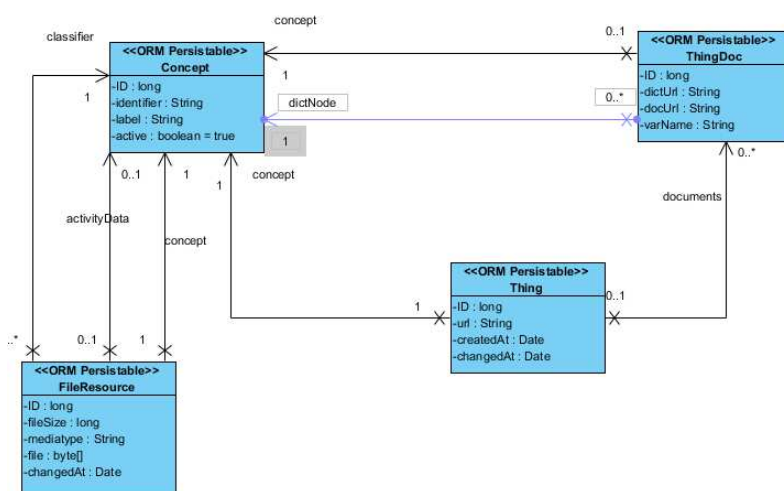 concept
classifier
0..1
<<ORM Persistable>>
Concept
-ID : long
-identifier : String
-label : String
-active : boolean = true
<<ORM Persistable>>
ThingDoc
-ID : long
-dictUrl : String
-docUrl : String
-varName : String
1
1
dictNode
0..*
1
0..1
1
1
concept
0..*
activityData
concept
documents
<<ORM Persistable>>
Thing
-ID : long
-url : String
-createdAt : Date
-changedAt : Date
1
0..1
..*
0..1
1
<<ORM Persistable>>
FileResource
-ID : long
-fileSize : long
-mediatype : String
-file : byte[]
-changedAt : Date